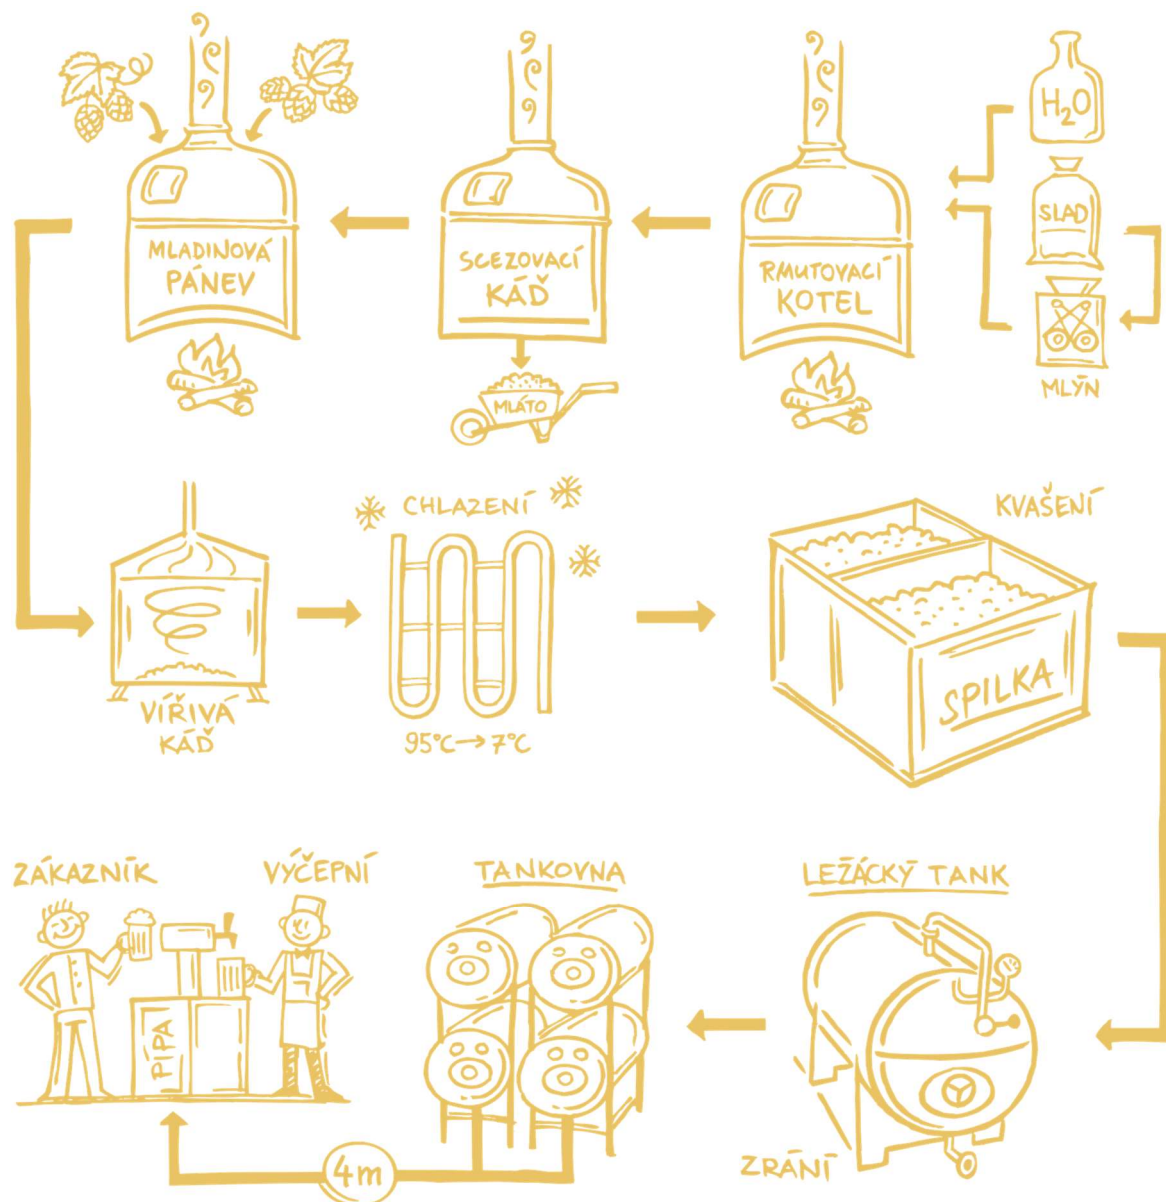 H₂O
SLAD
MLÝN
RMUTOVACÍ
KOTEL
SCEZOVACÍ
KÁĎ
MLÁTO
MLADINOVÁ
PÁNEV
VÍŘIVÁ
KÁĎ
CHLAZENÍ
95°C→7°C
KVAŠENÍ
SPILKA
LEŽÁCKÝ TANK
ZRÁNÍ
TANKOVNA
4m
VÝČEPNÍ
ZÁKAZNÍK
PÍPA